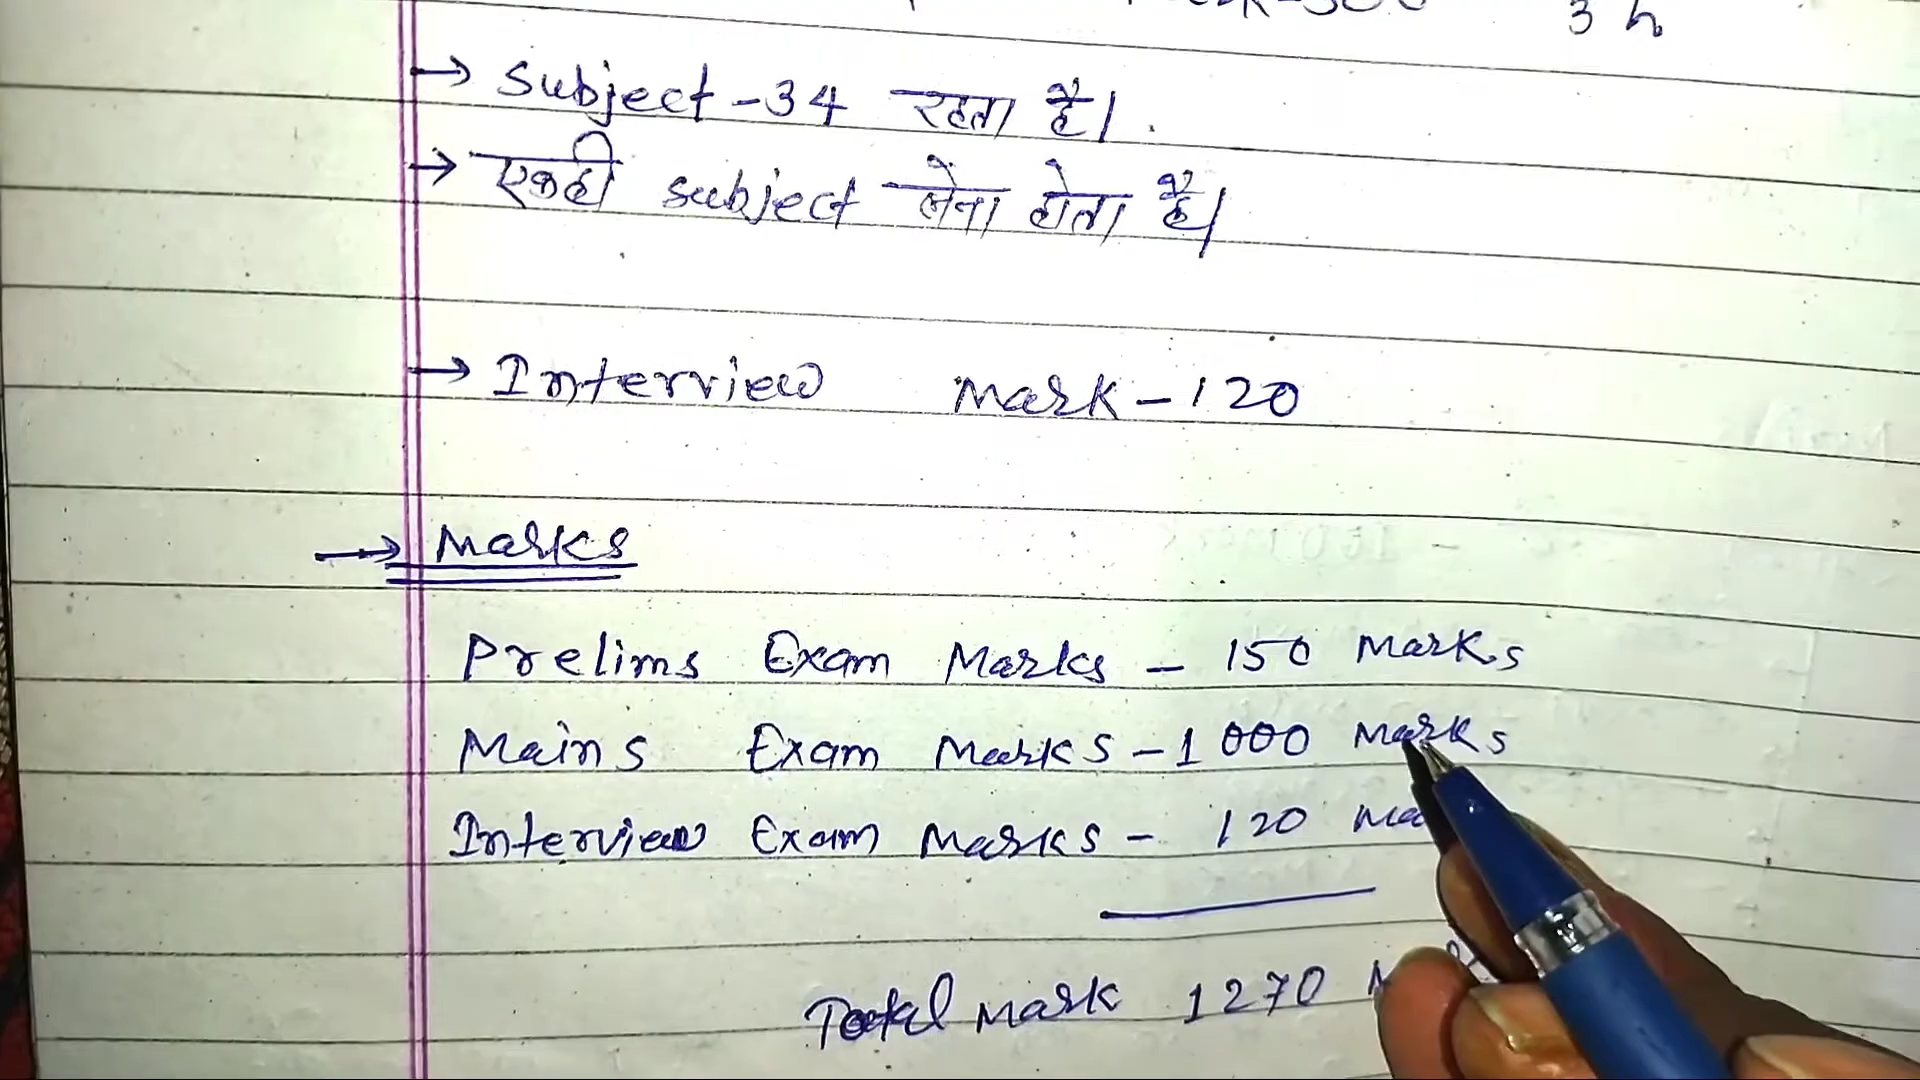 3 h
→ Subject - 34 रहता है।
→ एकही subject लेना होता है।
→ Interview Mark - 120
→ Marks
Prelims Exam Marks - 150 Marks
Mains Exam Marks - 1000 Marks
Interview Exam Marks - 120
Total Mark 1270